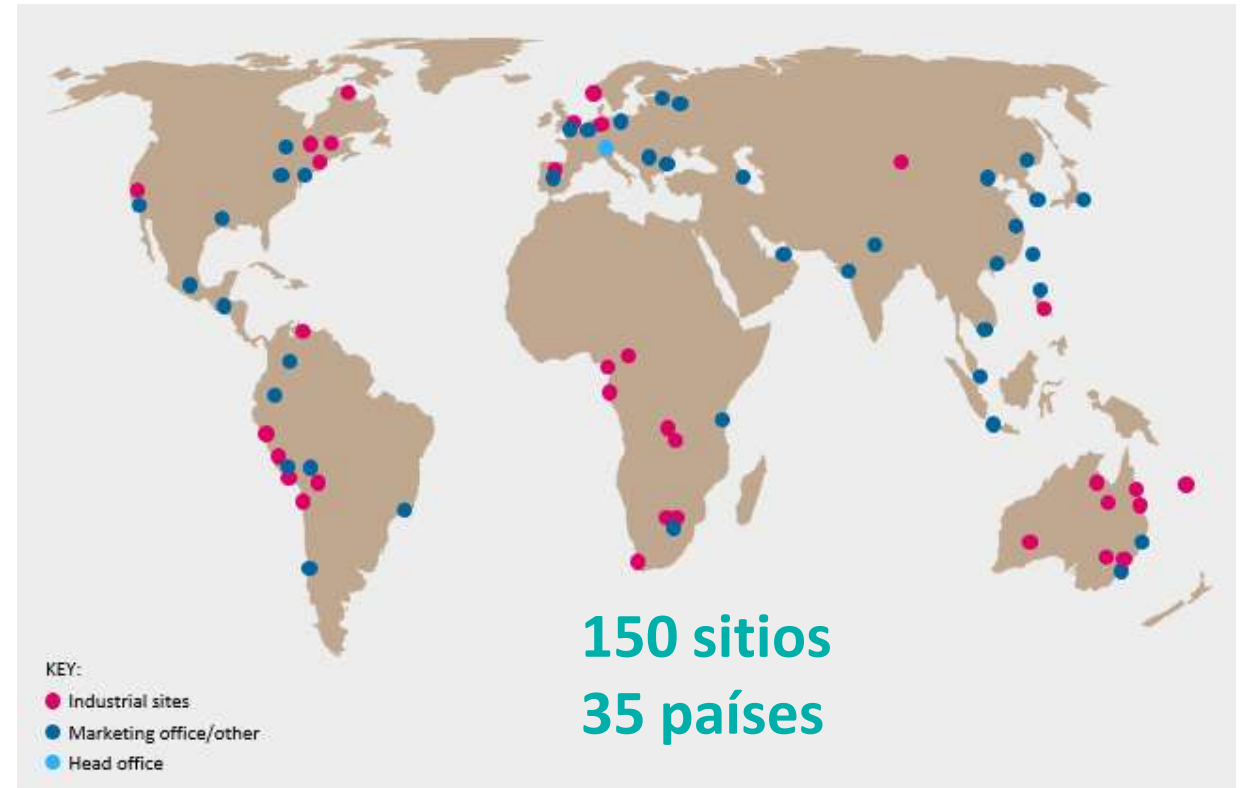 150 sitios
35 países
KEY:
Industrial sites
Marketing office/other
Head office